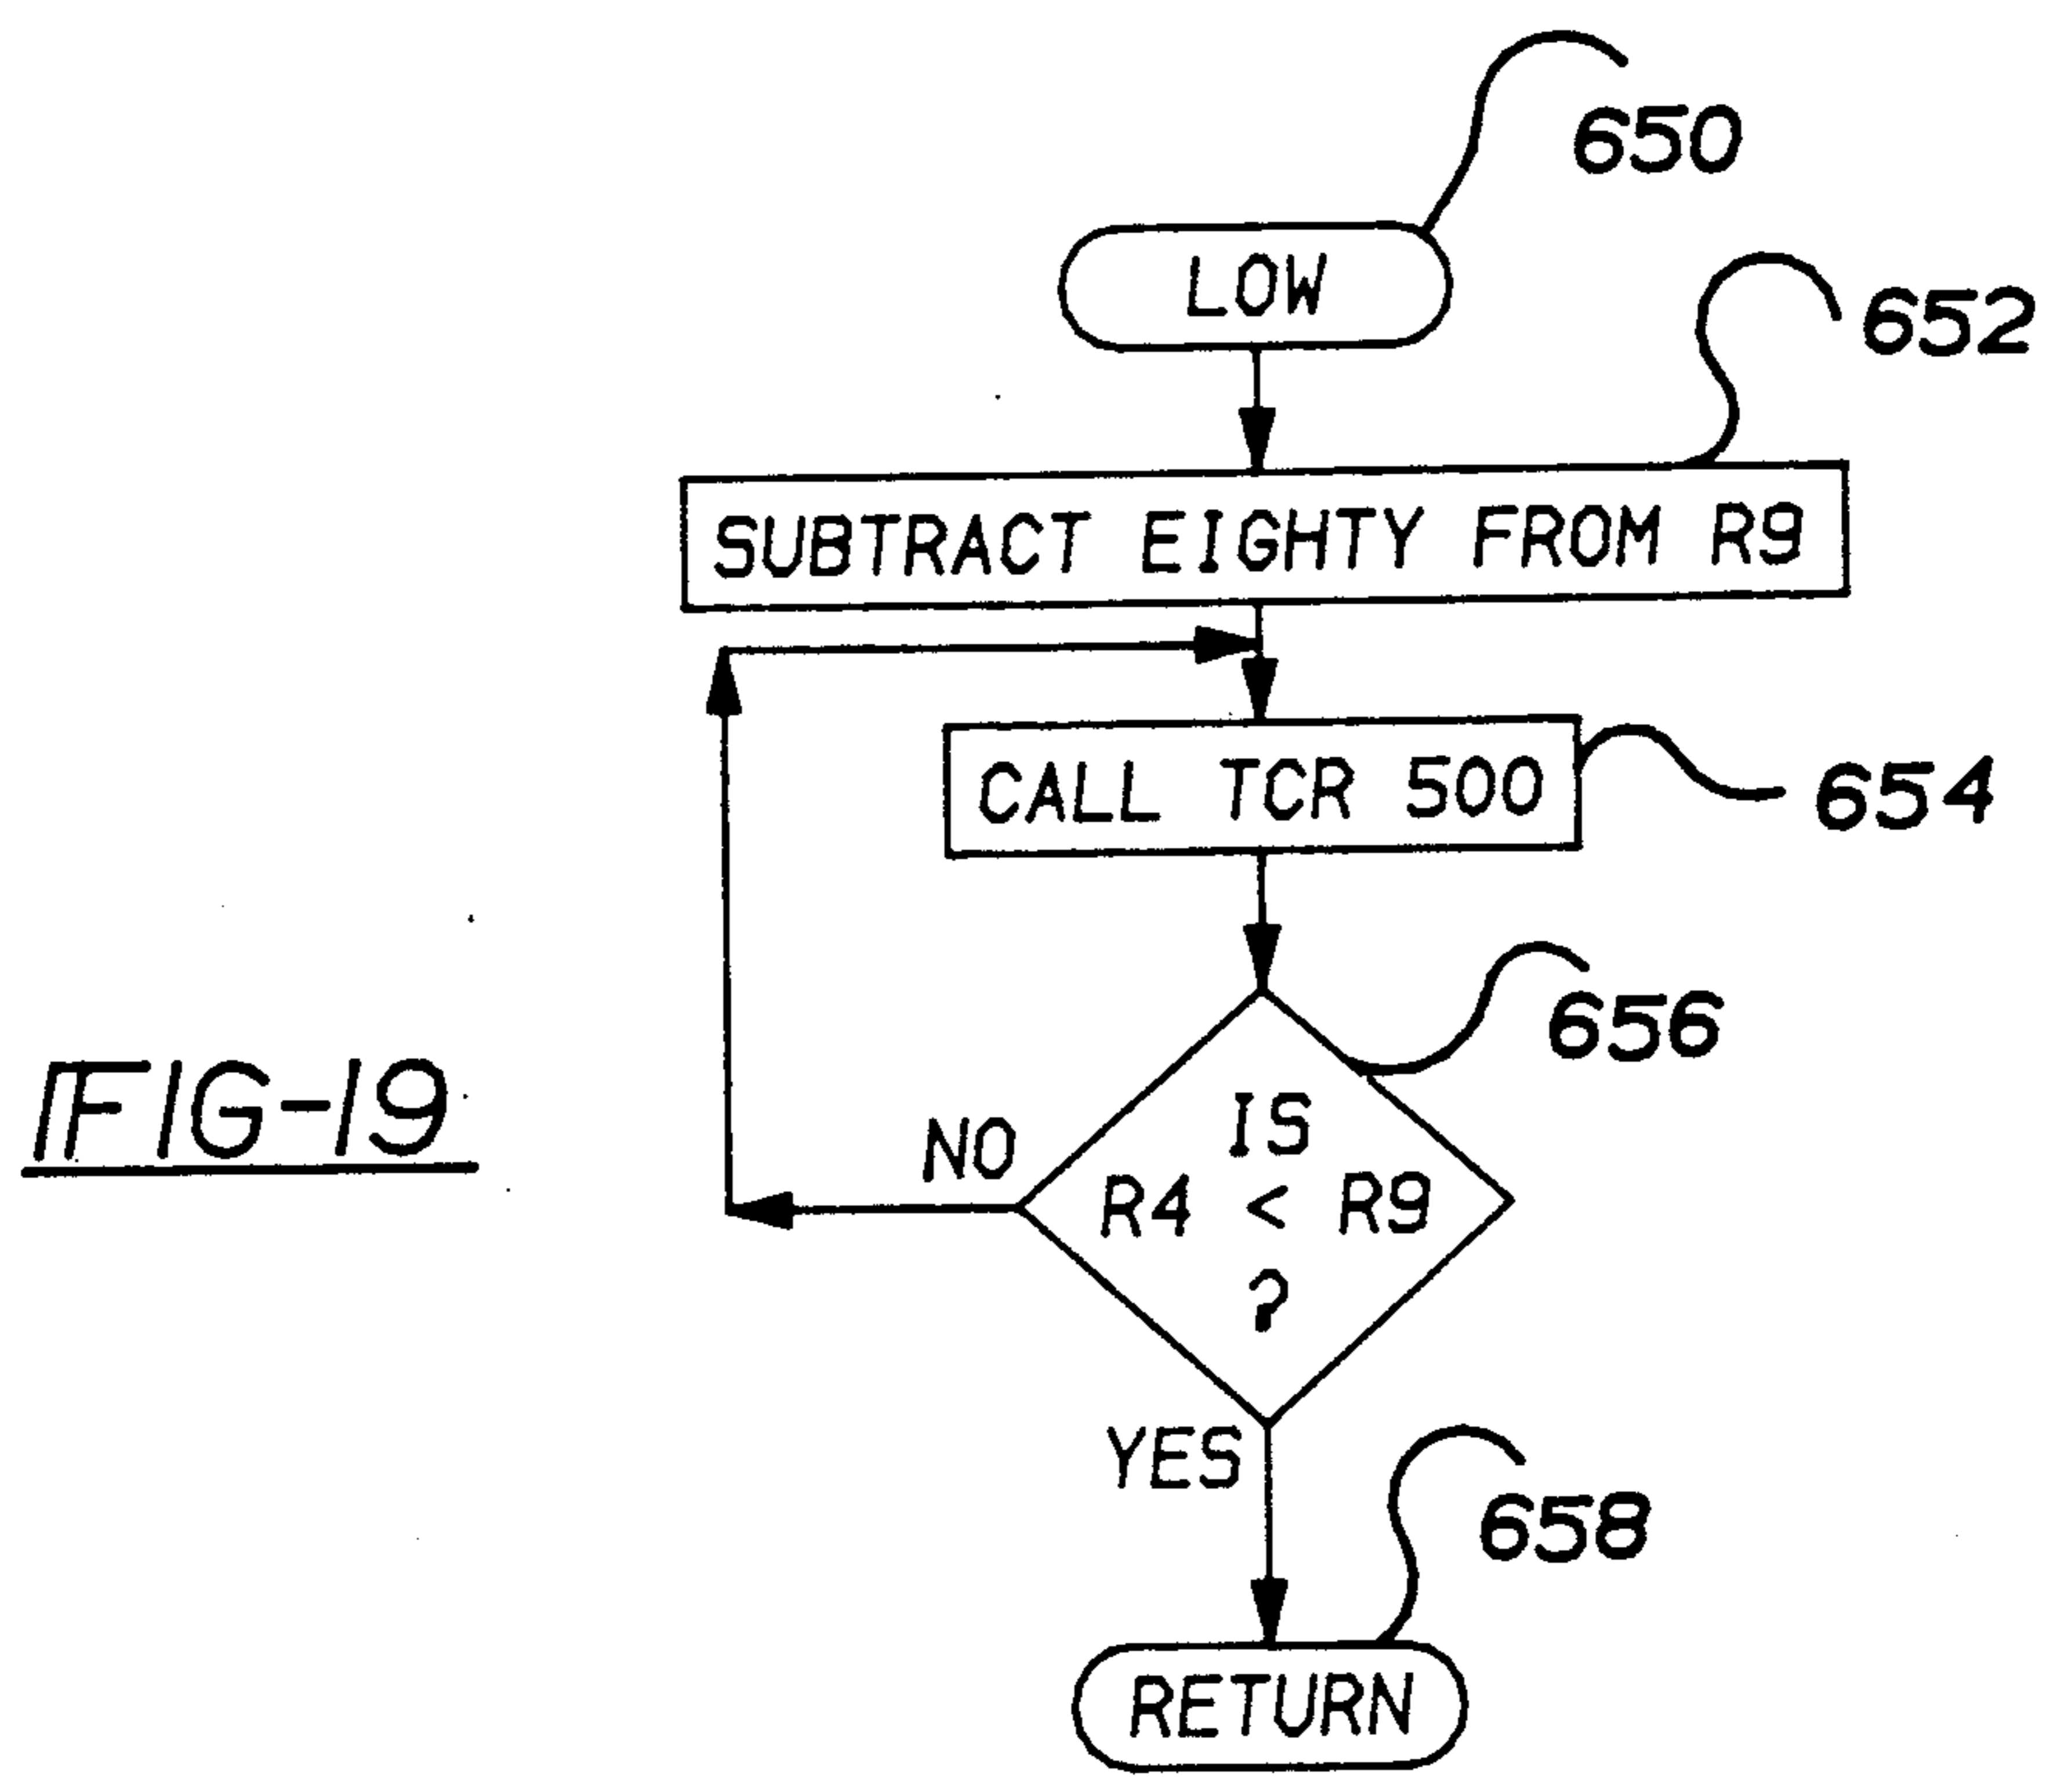 650
LOW
652
SUBTRACT EIGHTY FROM R9
CALL TCR 500
654
656
FIG-19
NO
IS
R4 < R9
?
YES
658
RETURN